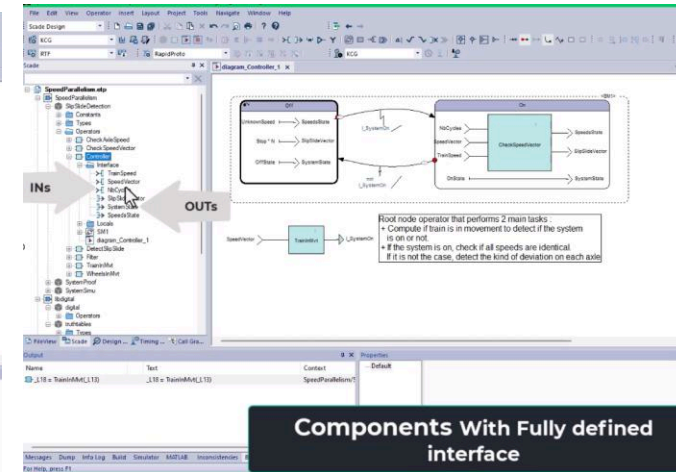 File Edit View Operator Insert Layout Project Tools Navigate Window Help
Scade Design
KCG
KCG
RTF
RapidProto
Scade
diagram_Controller_1
SpeedParallelism.etp
SpeedParallelism
SlipSlideDetection
Constants
Types
Operators
CheckAxleSpeed
CheckSpeedVector
Controller
Interface
TrainSpeed
SpeedVector
NbCycles
SystemState
SpeedsState
Locals
SM1
diagram_Controller_1
DetectSlipSlide
Filter
TrainInMvt
WheelsInMvt
SystemProof
SystemSimu
libdigital
digital
Operators
truthtables
Types
INs
OUTs
<SM1>
Off
UnknownSpeed
SpeedsState
SlipSlideVector
OffState
SystemState
I_SystemOn
I_SystemOn
On
NbCycles
SpeedVector
TrainSpeed
CheckSpeedVector
SpeedsState
SlipSlideVector
OnState
SystemState
SpeedVector
TrainInMvt
I_SystemOn
Root node operator that performs 2 main tasks :
+ Compute if train is in movement to detect if the system
is on or not.
+ If the system is on, check if all speeds are identical.
If it is not the case, detect the kind of deviation on each axle
FileView
Scade
Design ...
Timing ...
Call Gra...
Output
Properties
Name
Text
Context
Default
_L18 = TrainInMvt(_L13)
_L18 = TrainInMvt(_L13)
SpeedParallelism/S
Messages Dump Info Log Build Simulator MATLAB Inconsistencies
For Help, press F1
Components With Fully defined
interface